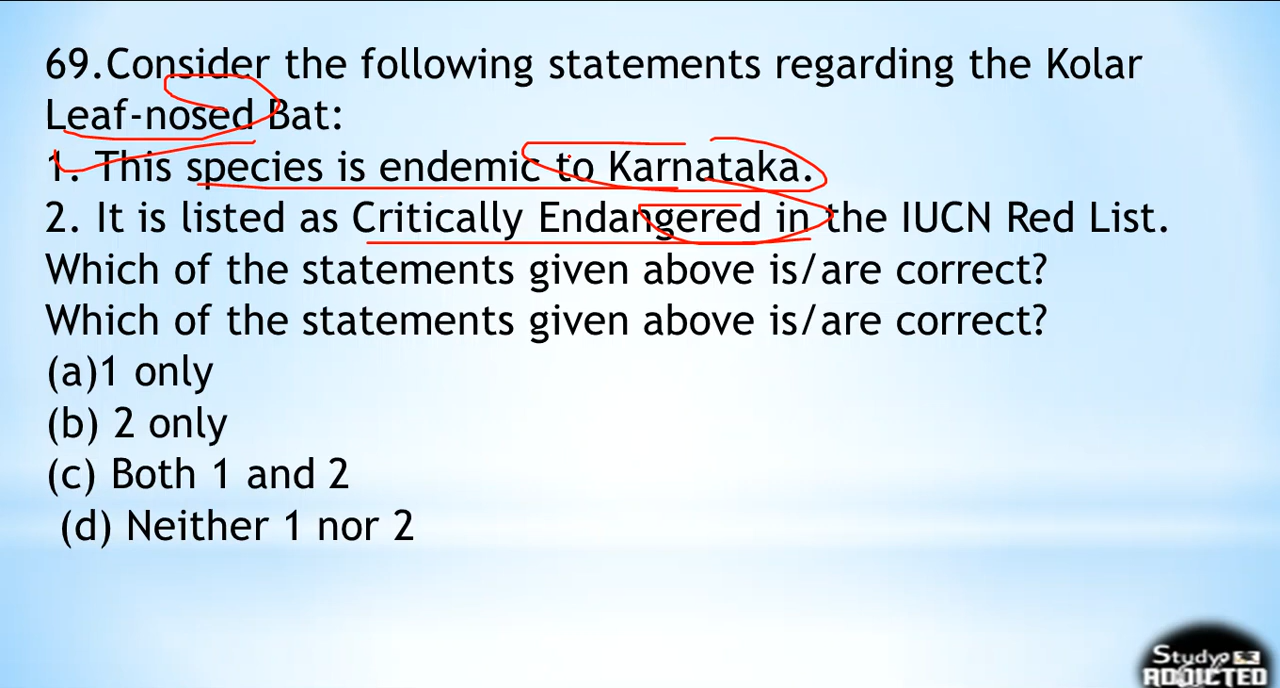 69.Consider the following statements regarding the Kolar
Leaf-nosed Bat:
1. This species is endemic to Karnataka.
2. It is listed as Critically Endangered in the IUCN Red List.
Which of the statements given above is/are correct?
Which of the statements given above is/are correct?
(a)1 only
(b) 2 only
(c) Both 1 and 2
(d) Neither 1 nor 2
Study
ADDICTED